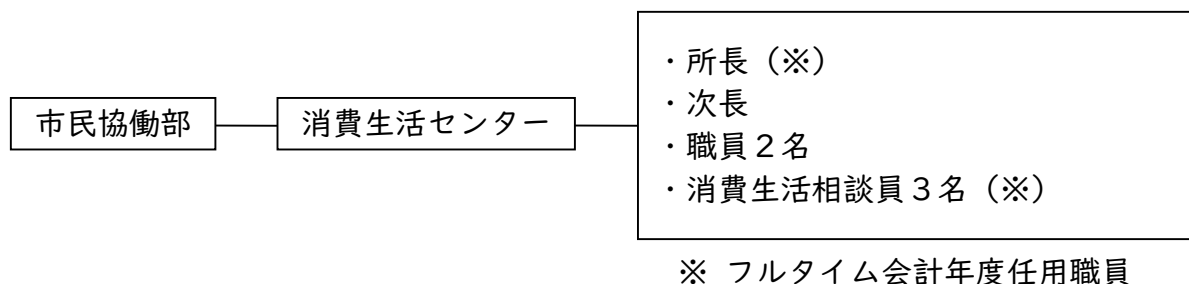 市民協働部
消費生活センター
・所長（※）
・次長
・職員２名
・消費生活相談員３名（※）
※ フルタイム会計年度任用職員